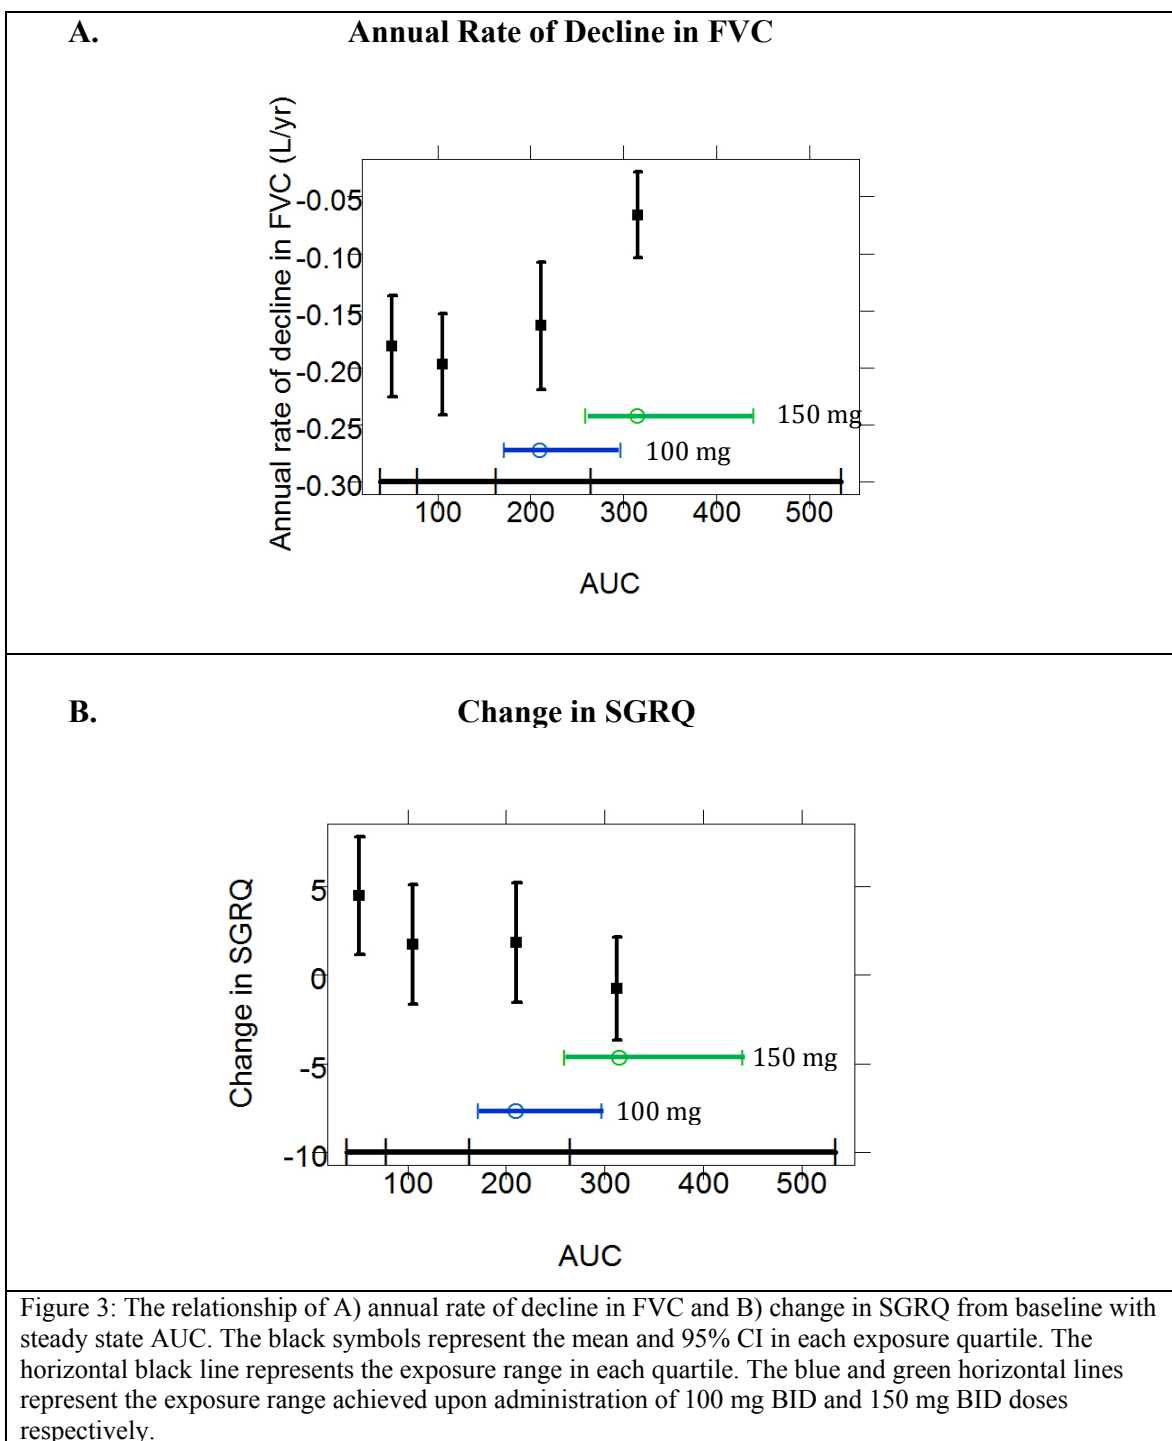 A. Annual Rate of Decline in FVC
Annual rate of decline in FVC (L/yr)
-0.05
-0.10
-0.15
-0.20
-0.25
-0.30
150 mg
100 mg
100 200 300 400 500
AUC
B. Change in SGRQ
Change in SGRQ
5
0
-5
-10
150 mg
100 mg
100 200 300 400 500
AUC
Figure 3: The relationship of A) annual rate of decline in FVC and B) change in SGRQ from baseline with
steady state AUC. The black symbols represent the mean and 95% CI in each exposure quartile. The
horizontal black line represents the exposure range in each quartile. The blue and green horizontal lines
represent the exposure range achieved upon administration of 100 mg BID and 150 mg BID doses
respectively.